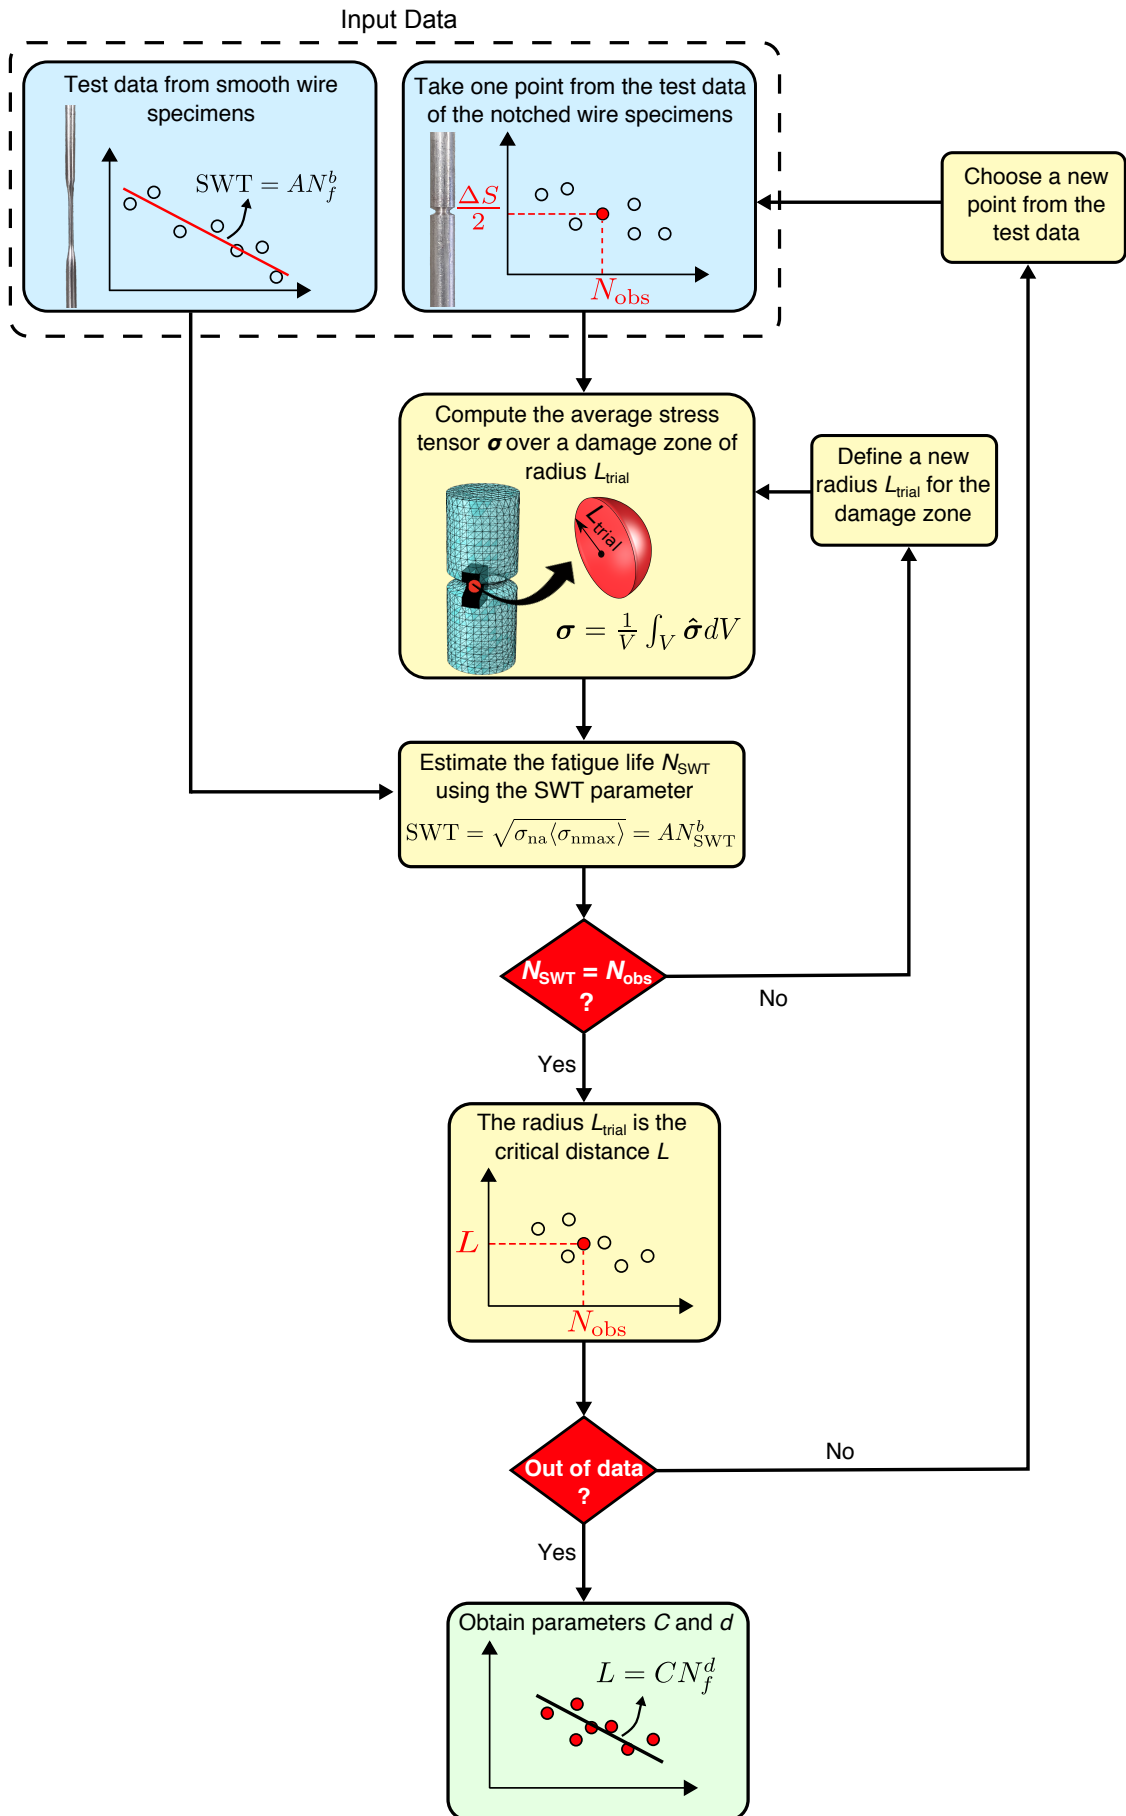 Input Data
Test data from smooth wire
specimens
SWT = AN_f^b
Take one point from the test data
of the notched wire specimens
ΔS/2
N_obs
Choose a new
point from the
test data
Compute the average stress
tensor σ over a damage zone of
radius L_trial
L_trial
σ = 1/V ∫_V σ̂ dV
Define a new
radius L_trial for the
damage zone
Estimate the fatigue life N_SWT
using the SWT parameter
SWT = √(σ_na⟨σ_nmax⟩) = AN_SWT^b
N_SWT = N_obs
?
No
Yes
The radius L_trial is the
critical distance L
L
N_obs
Out of data
?
No
Yes
Obtain parameters C and d
L = CN_f^d